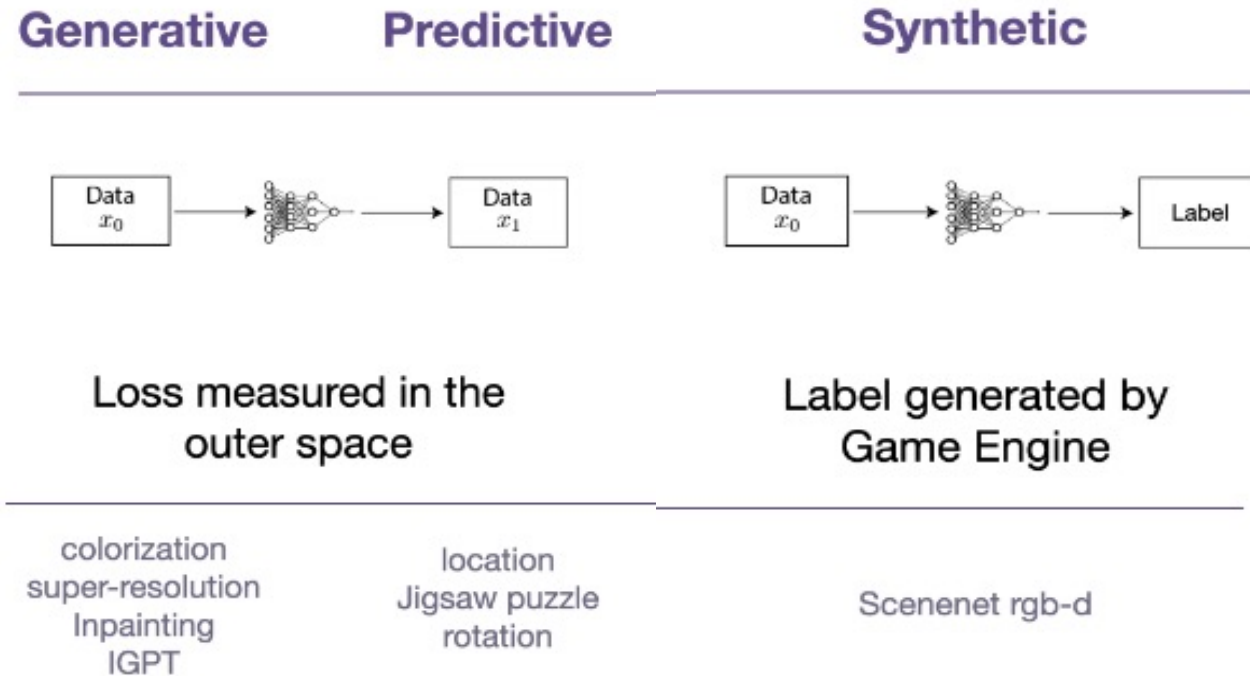 Generative
Predictive
Synthetic
Data
x₀
Data
x₁
Data
x₀
Label
Loss measured in the
outer space
Label generated by
Game Engine
colorization
super-resolution
Inpainting
IGPT
location
Jigsaw puzzle
rotation
Scenenet rgb-d